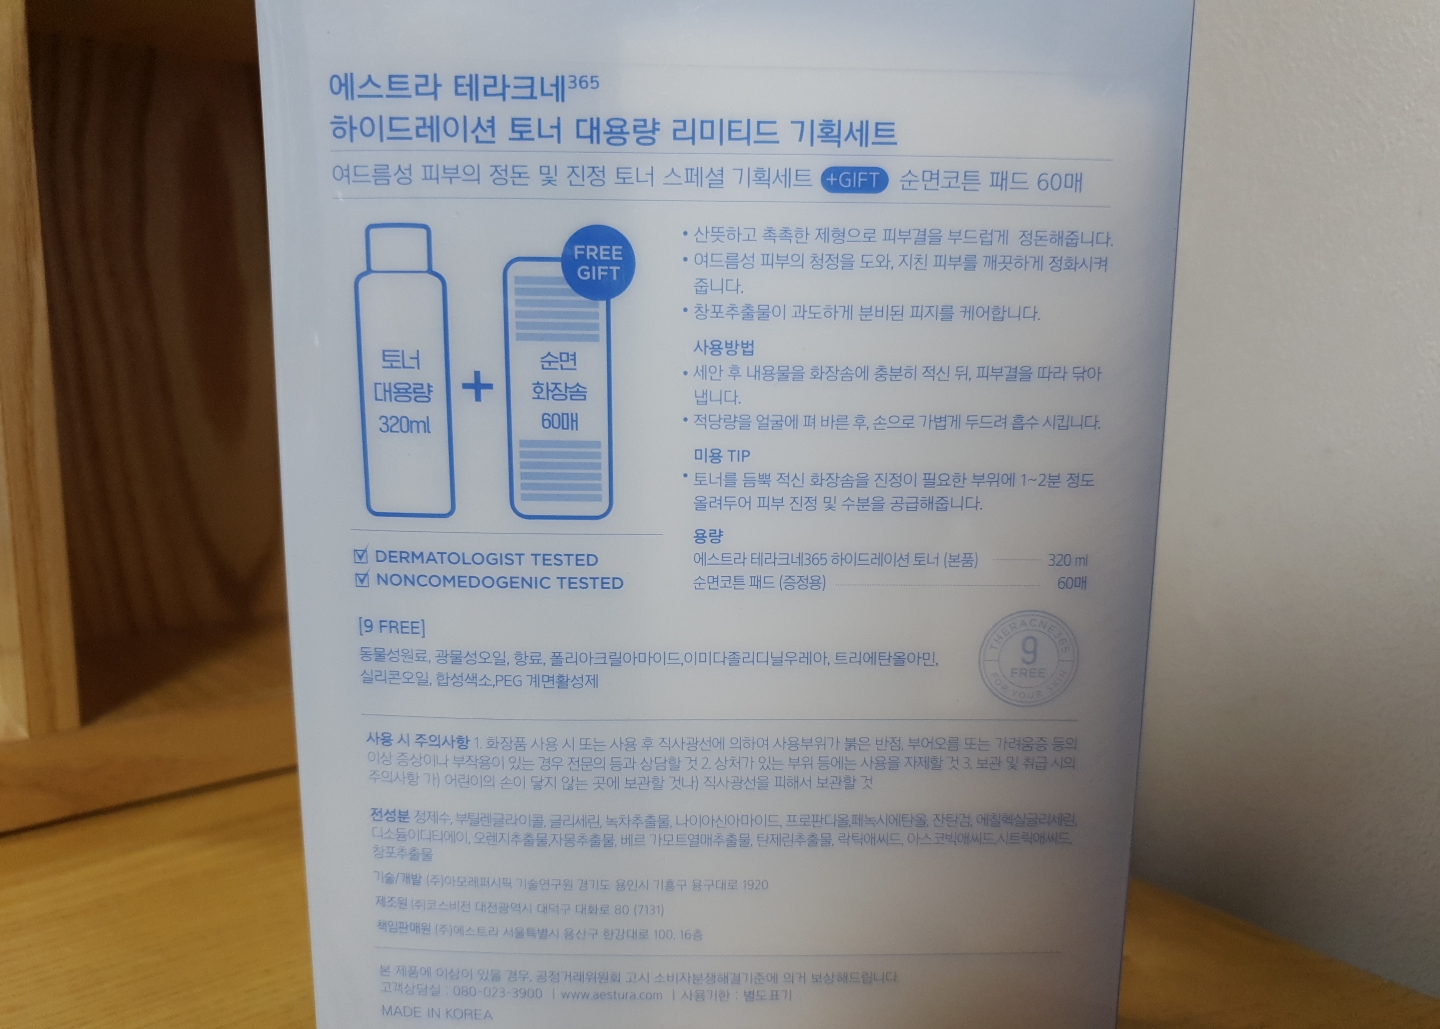 에스트라 테라크네365
하이드레이션 토너 대용량 리미티드 기획세트
여드름성 피부의 정돈 및 진정 토너 스페셜 기획세트 +GIFT 순면코튼 패드 60매
FREE
GIFT
토너
대용량
320ml
+
순면
화장솜
60매
• 산뜻하고 촉촉한 제형으로 피부결을 부드럽게 정돈해줍니다.
• 여드름성 피부의 청정을 도와, 지친 피부를 깨끗하게 정화시켜
줍니다.
• 창포추출물이 과도하게 분비된 피지를 케어합니다.
사용방법
• 세안 후 내용물을 화장솜에 충분히 적신 뒤, 피부결을 따라 닦아
냅니다.
• 적당량을 얼굴에 펴 바른 후, 손으로 가볍게 두드려 흡수 시킵니다.
미용 TIP
• 토너를 듬뿍 적신 화장솜을 진정이 필요한 부위에 1~2분 정도
올려두어 피부 진정 및 수분을 공급해줍니다.
용량
에스트라 테라크네365 하이드레이션 토너 (본품) 320 ml
순면코튼 패드 (증정용) 60매
DERMATOLOGIST TESTED
NONCOMEDOGENIC TESTED
[9 FREE]
동물성원료, 광물성오일, 향료, 폴리아크릴아마이드,이미다졸리디닐우레아, 트리에탄올아민,
실리콘오일, 합성색소,PEG 계면활성제
THERACNE365
9
FREE
FOR YOUR SKIN
사용 시 주의사항 1. 화장품 사용 시 또는 사용 후 직사광선에 의하여 사용부위가 붉은 반점, 부어오름 또는 가려움증 등의
이상 증상이나 부작용이 있는 경우 전문의 등과 상담할 것 2. 상처가 있는 부위 등에는 사용을 자제할 것 3. 보관 및 취급 시의
주의사항 가) 어린이의 손이 닿지 않는 곳에 보관할 것나) 직사광선을 피해서 보관할 것
전성분 정제수, 부틸렌글라이콜, 글리세린, 녹차추출물, 나이아신아마이드, 프로판디올,페녹시에탄올, 잔탄검, 에칠헥실글리세린,
디소듐이디티에이, 오렌지추출물,자몽추출물, 베르 가모트열매추출물, 탄제린추출물, 락틱애씨드, 아스코빅애씨드,시트릭애씨드,
창포추출물
기술/개발 (주)아모레퍼시픽 기술연구원 경기도 용인시 기흥구 용구대로 1920
제조원 (주)코스비전 대전광역시 대덕구 대화로 80 (7131)
책임판매원 (주)에스트라 서울특별시 용산구 한강대로 100, 16층
본 제품에 이상이 있을 경우, 공정거래위원회 고시 소비자분쟁해결기준에 의거 보상해드립니다.
고객상담실 : 080-023-3900 | www.aestura.com | 사용기한 : 별도표기
MADE IN KOREA